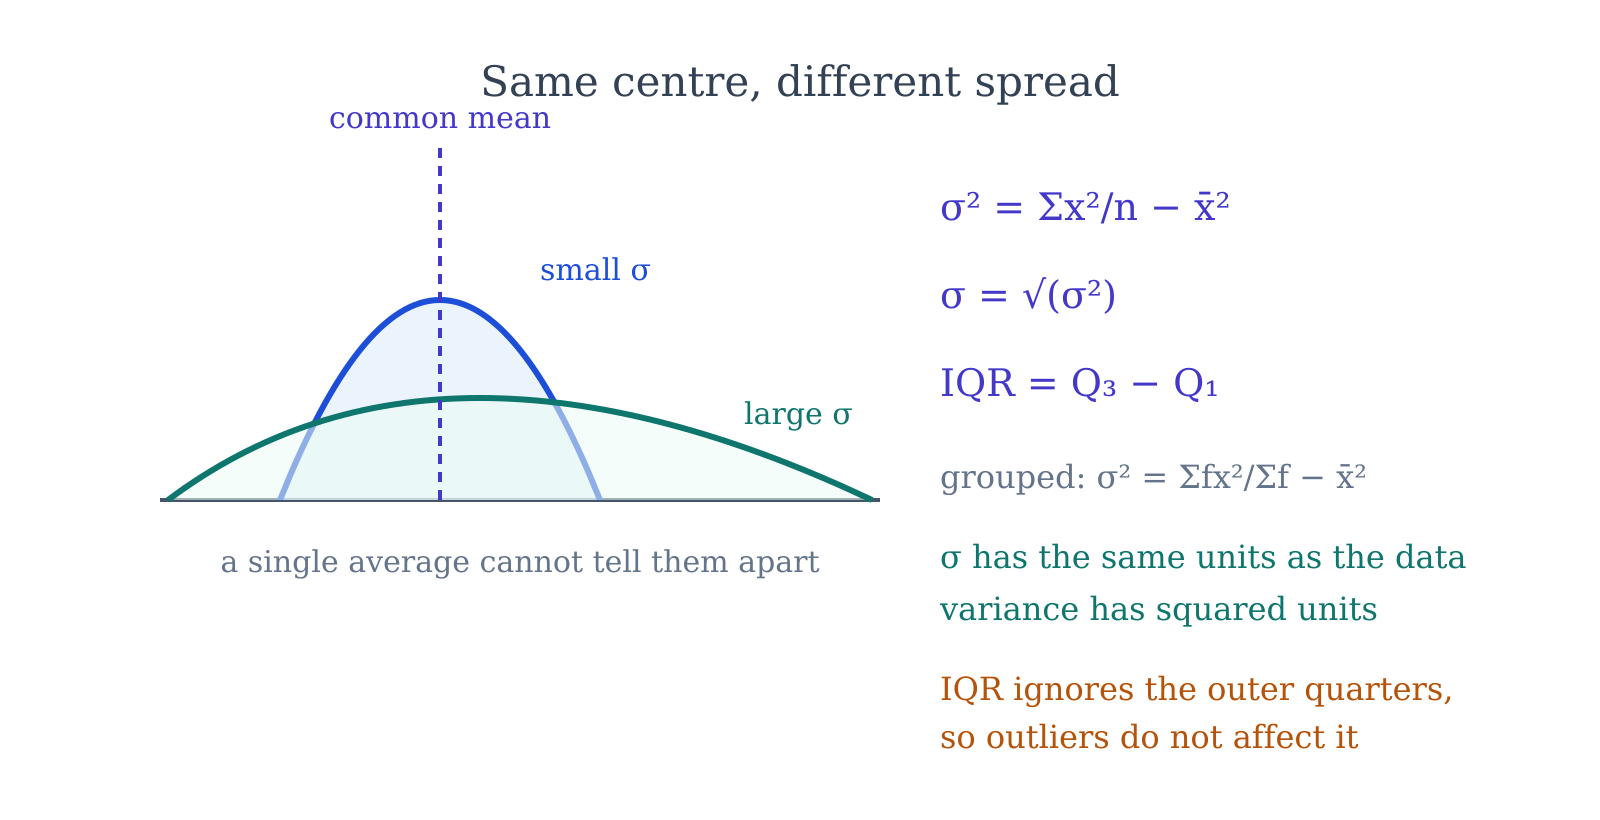 Same centre, different spread
common mean
small σ
large σ
a single average cannot tell them apart
σ² = Σx²/n − x̄²
σ = √(σ²)
IQR = Q₃ − Q₁
grouped: σ² = Σfx²/Σf − x̄²
σ has the same units as the data
variance has squared units
IQR ignores the outer quarters,
so outliers do not affect it